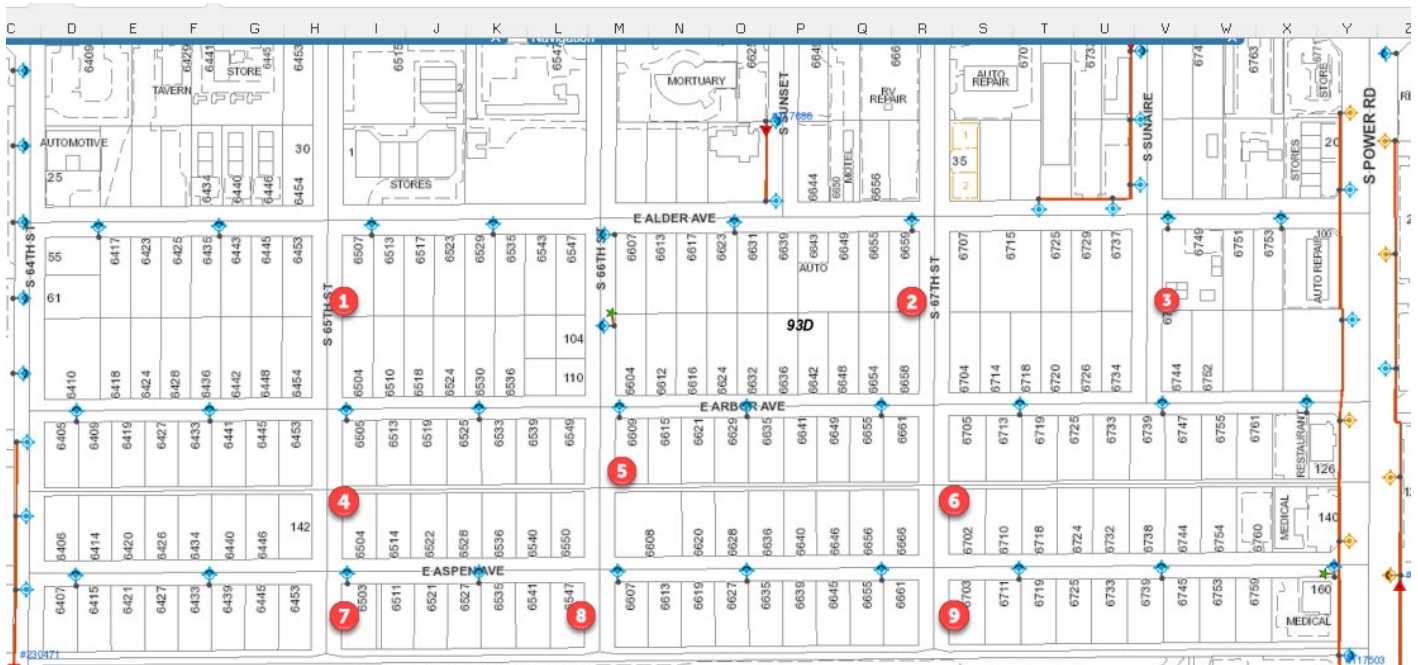 C D E F G H I J K L M N O P Q R S T U V W X Y Z
Navigation
6409 6429 6441 6445 6453 6515 6547 6625 6701 6763
STORE
TAVERN
2
MORTUARY
S SUNSET
RV
REPAIR
AUTO
REPAIR
STORE
S POWER RD
AUTOMOTIVE
25
30
1
STORES
6434 6440 6446 6454
6644 6650 MOTEL 6656
1
35
2
S SUNAIRE
STORES
20
E ALDER AVE
S 64TH ST
55
6417 6423 6425 6435 6443 6445 6453
6507 6513 6517 6523 6529 6535 6543 6547
6607 6613 6617 6623 6631 6639 6643 6649 6655 6659
6707 6715 6725 6729 6737
6749 6751 6753
100
AUTO
AUTO REPAIR
61
S 65TH ST
S 66TH ST
S 67TH ST
1
2
3
93D
104
110
6410 6418 6424 6428 6436 6442 6448 6454
6504 6510 6518 6524 6530 6536
6604 6612 6616 6624 6632 6636 6642 6648 6654 6658
6704 6714 6718 6720 6726 6734
6744 6752
E ARBOR AVE
6405 6409 6419 6427 6433 6441 6445 6453
6505 6513 6519 6525 6533 6539 6549
6609 6615 6621 6629 6635 6641 6649 6655 6661
6705 6713 6719 6725 6733 6739 6747 6755 6761
RESTAURANT
126
5
4
6
142
MEDICAL
140
6406 6414 6420 6426 6434 6440 6446
6504 6514 6522 6528 6536 6540 6550
6608 6620 6628 6636 6640 6646 6656 6666
6702 6710 6718 6724 6732 6738 6744 6754 6760
E ASPEN AVE
6407 6415 6421 6427 6433 6439 6445 6453
6503 6511 6521 6527 6535 6541 6547
6607 6613 6619 6627 6635 6639 6645 6655 6661
6703 6711 6719 6725 6733 6739 6745 6753 6759
160
MEDICAL
7
8
9
#230471